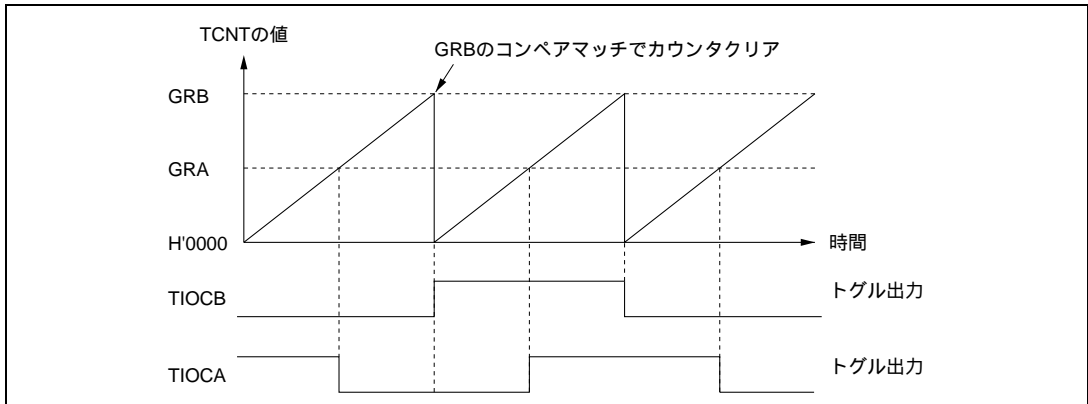 TCNTの値
GRBのコンペアマッチでカウンタクリア
GRB
GRA
H'0000
時間
TIOCB
トグル出力
TIOCA
トグル出力